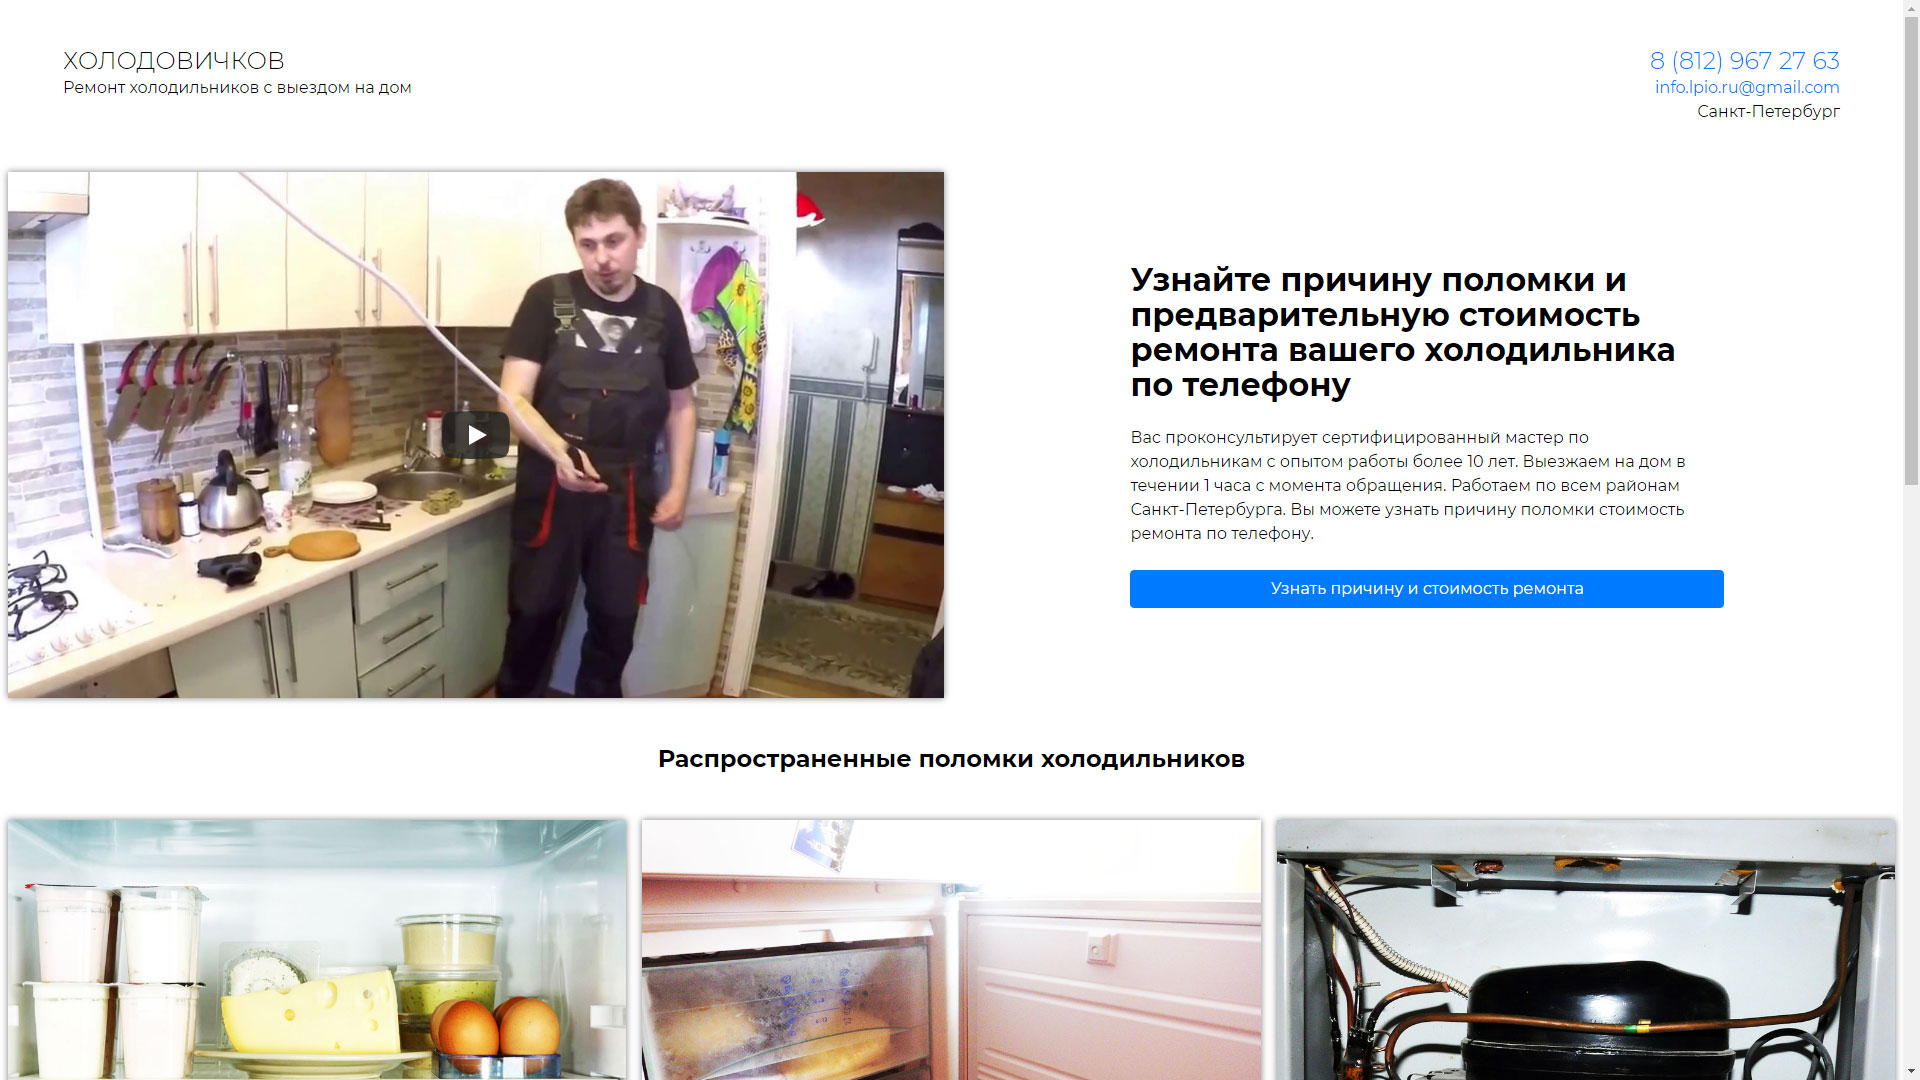 ХОЛОДОВИЧКОВ
Ремонт холодильников с выездом на дом
8 (812) 967 27 63
info.lpio.ru@gmail.com
Санкт-Петербург
Узнайте причину поломки и
предварительную стоимость
ремонта вашего холодильника
по телефону
Вас проконсультирует сертифицированный мастер по
холодильникам с опытом работы более 10 лет. Выезжаем на дом в
течении 1 часа с момента обращения. Работаем по всем районам
Санкт-Петербурга. Вы можете узнать причину поломки стоимость
ремонта по телефону.
Узнать причину и стоимость ремонта
Распространенные поломки холодильников